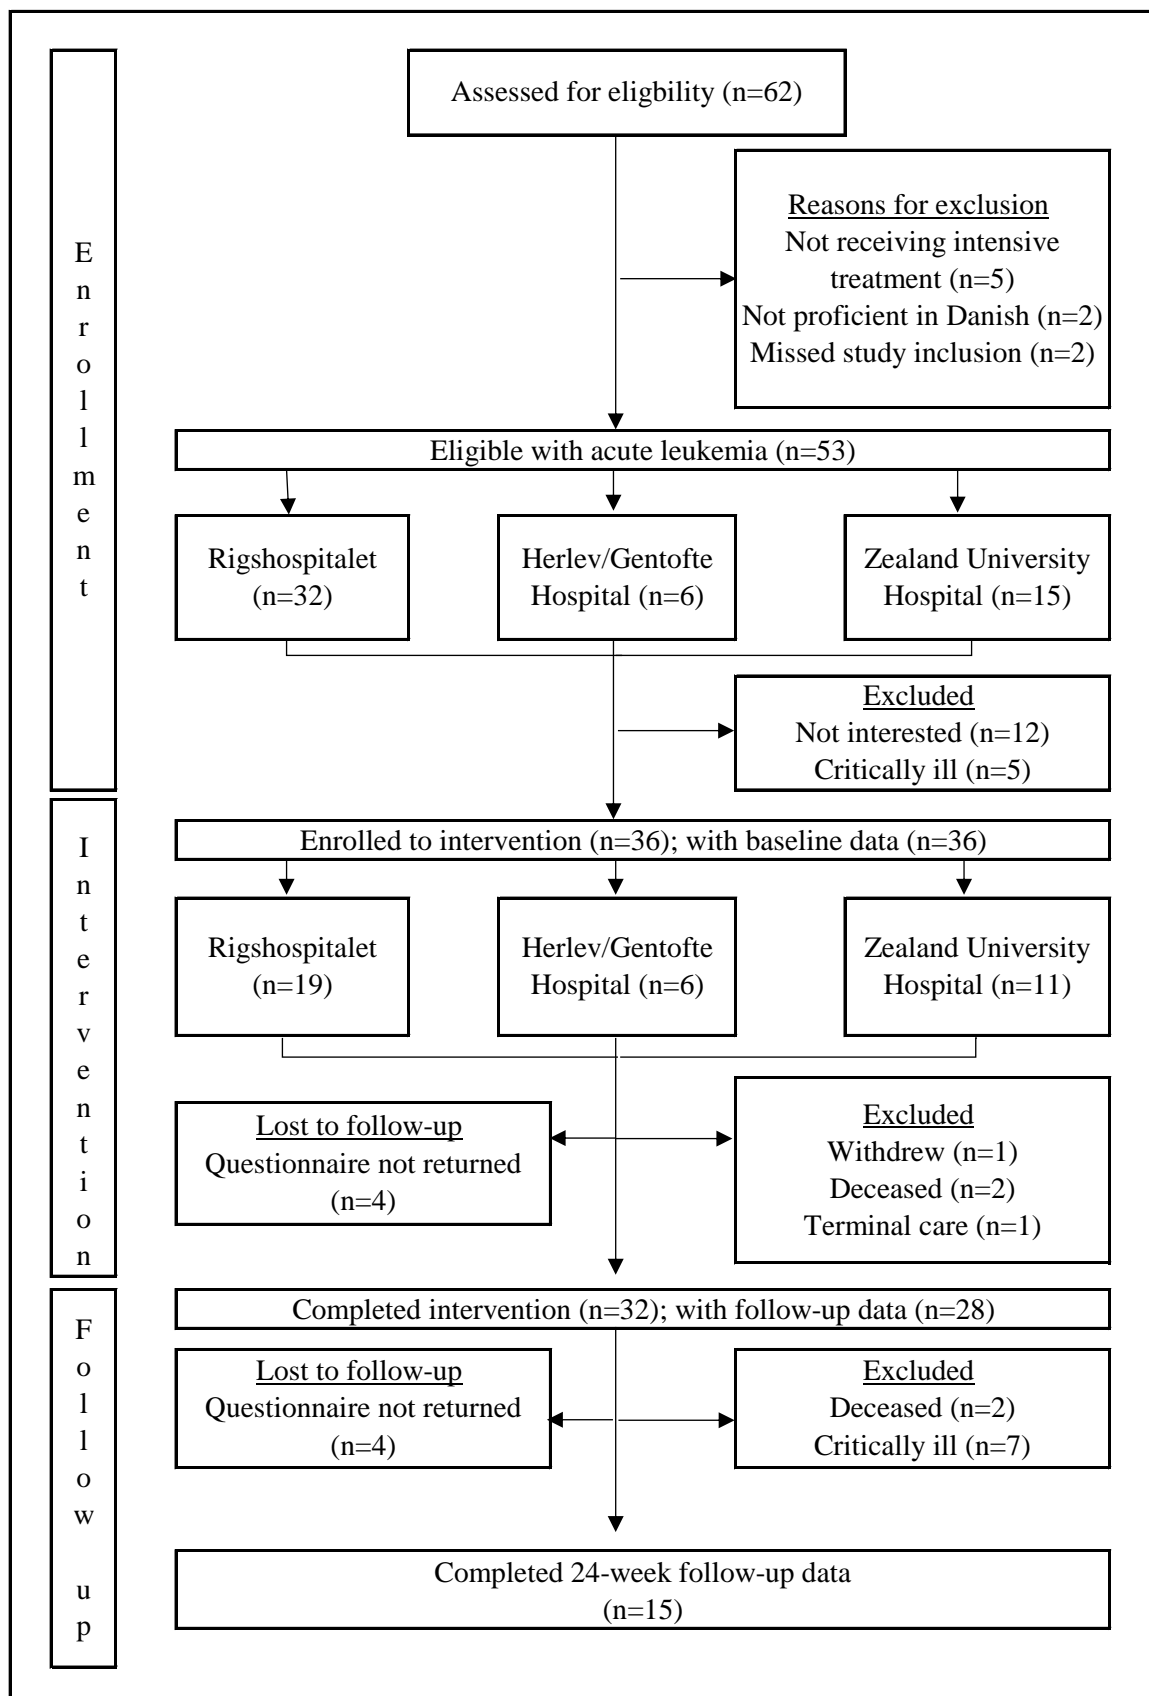 Enrollment
Assessed for eligbility (n=62)
Reasons for exclusion
Not receiving intensive
treatment (n=5)
Not proficient in Danish (n=2)
Missed study inclusion (n=2)
Eligible with acute leukemia (n=53)
Rigshospitalet
(n=32)
Herlev/Gentofte
Hospital (n=6)
Zealand University
Hospital (n=15)
Excluded
Not interested (n=12)
Critically ill (n=5)
Intervention
Enrolled to intervention (n=36); with baseline data (n=36)
Rigshospitalet
(n=19)
Herlev/Gentofte
Hospital (n=6)
Zealand University
Hospital (n=11)
Lost to follow-up
Questionnaire not returned
(n=4)
Excluded
Withdrew (n=1)
Deceased (n=2)
Terminal care (n=1)
Follow up
Completed intervention (n=32); with follow-up data (n=28)
Lost to follow-up
Questionnaire not returned
(n=4)
Excluded
Deceased (n=2)
Critically ill (n=7)
Completed 24-week follow-up data
(n=15)